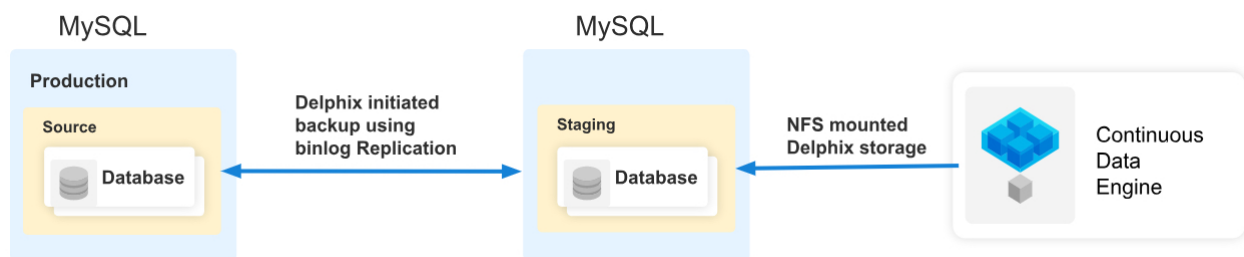 MySQL
Production
Source
Database
Delphix initiated
backup using
binlog Replication
MySQL
Staging
Database
NFS mounted
Delphix storage
Continuous
Data
Engine